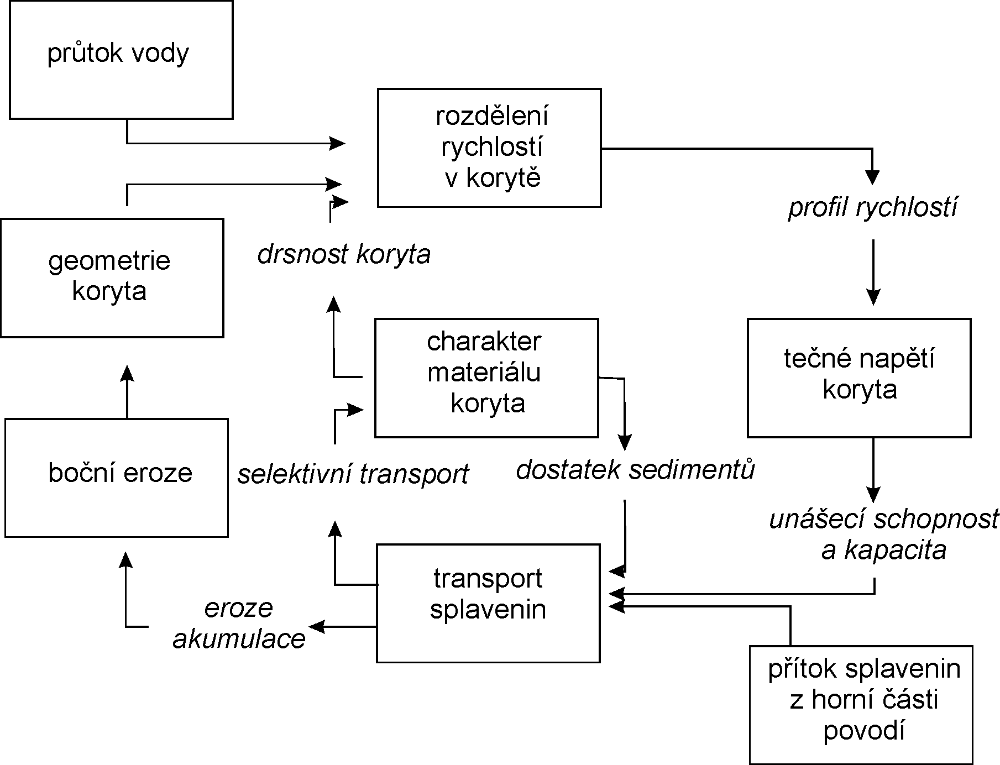 průtok vody
rozdělení
rychlostí
v korytě
profil rychlostí
geometrie
koryta
drsnost koryta
charakter
materiálu
koryta
tečné napětí
koryta
boční eroze
selektivní transport
dostatek sedimentů
unášecí schopnost
a kapacita
transport
splavenin
eroze
akumulace
přítok splavenin
z horní části
povodí